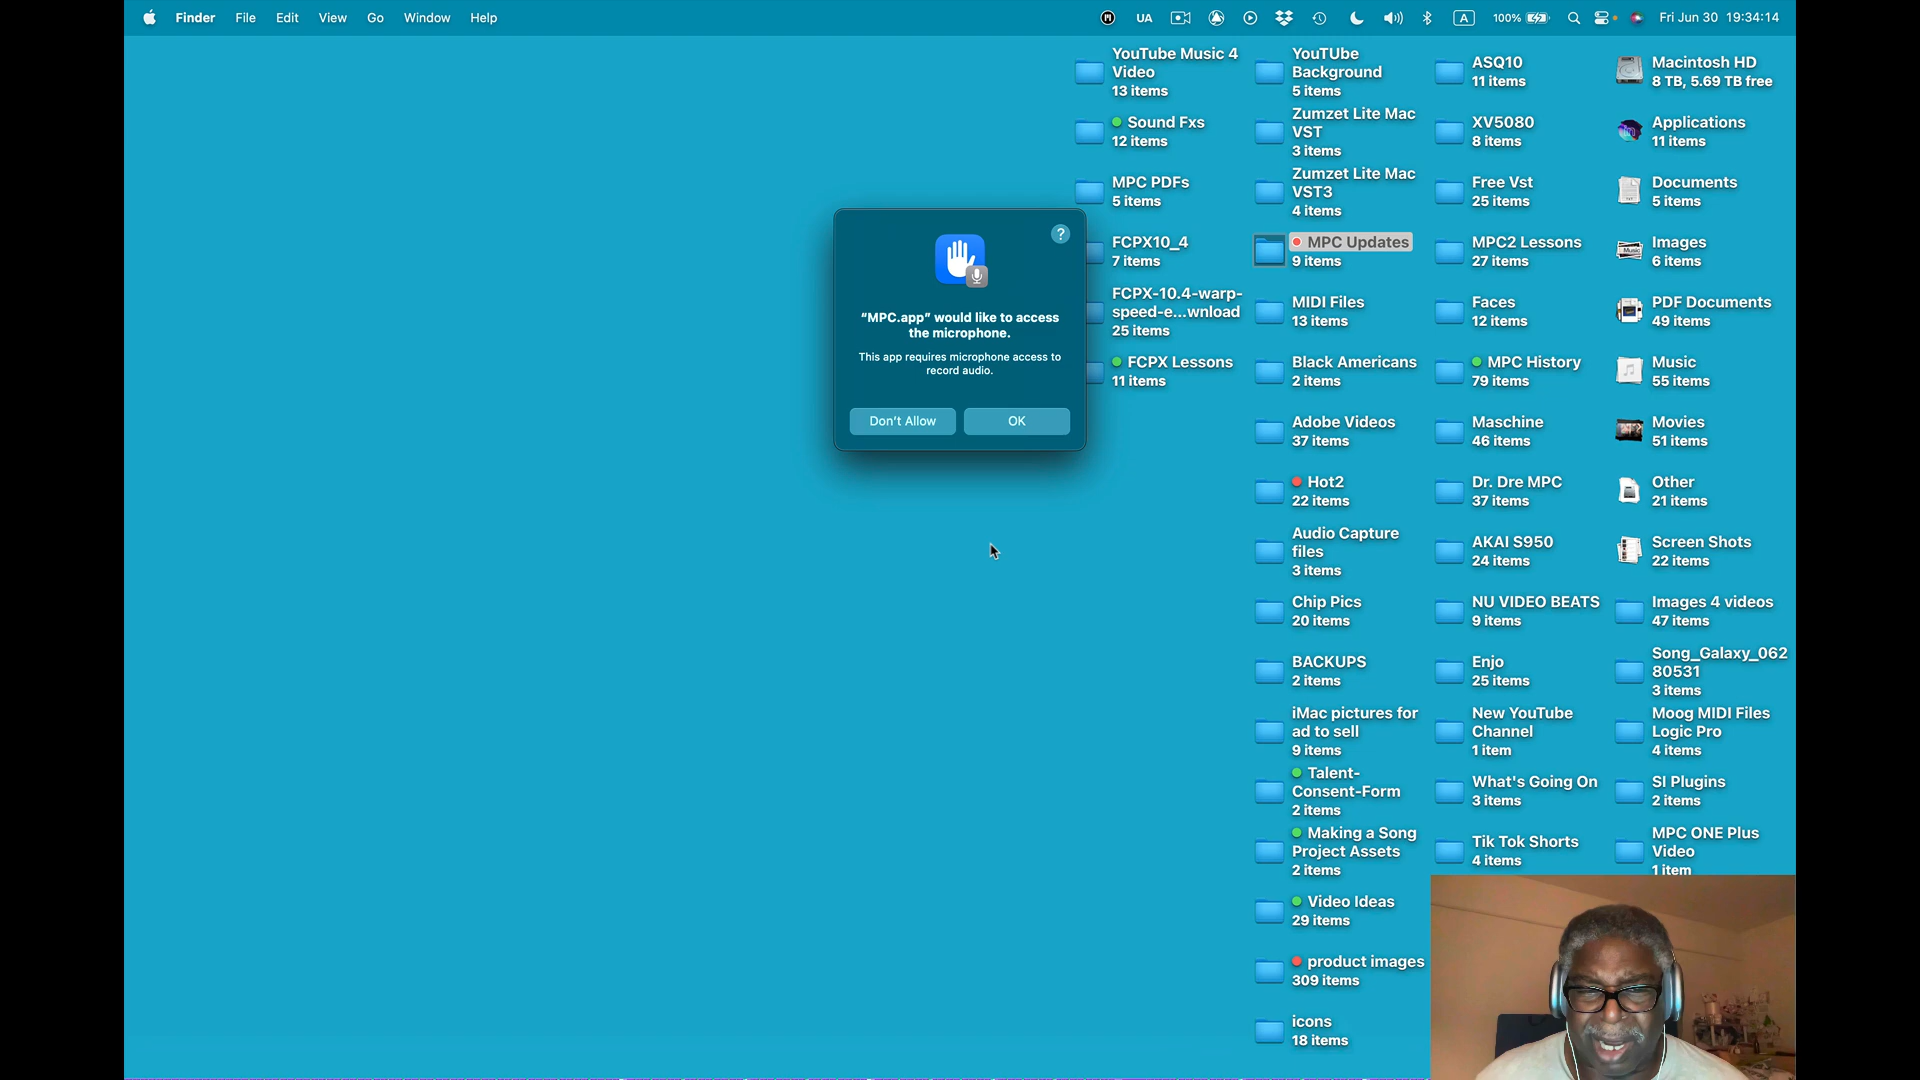 Finder File Edit View Go Window Help UA A 100% Fri Jun 30 19:34:14
YouTube Music 4
Video
13 items
Sound Fxs
12 items
MPC PDFs
5 items
FCPX10_4
7 items
FCPX-10.4-warp-
speed-e...wnload
25 items
FCPX Lessons
11 items
YouTUbe
Background
5 items
Zumzet Lite Mac
VST
3 items
Zumzet Lite Mac
VST3
4 items
MPC Updates
9 items
MIDI Files
13 items
Black Americans
2 items
Adobe Videos
37 items
Hot2
22 items
Audio Capture
files
3 items
Chip Pics
20 items
BACKUPS
2 items
iMac pictures for
ad to sell
9 items
Talent-
Consent-Form
2 items
Making a Song
Project Assets
2 items
Video Ideas
29 items
product images
309 items
icons
18 items
ASQ10
11 items
XV5080
8 items
Free Vst
25 items
MPC2 Lessons
27 items
Faces
12 items
MPC History
79 items
Maschine
46 items
Dr. Dre MPC
37 items
AKAI S950
24 items
NU VIDEO BEATS
9 items
Enjo
25 items
New YouTube
Channel
1 item
What's Going On
3 items
Tik Tok Shorts
4 items
Macintosh HD
8 TB, 5.69 TB free
Applications
11 items
Documents
5 items
Images
6 items
PDF Documents
49 items
Music
55 items
Movies
51 items
Other
21 items
Screen Shots
22 items
Images 4 videos
47 items
Song_Galaxy_062
80531
3 items
Moog MIDI Files
Logic Pro
4 items
SI Plugins
2 items
MPC ONE Plus
Video
1 item
?
“MPC.app” would like to access
the microphone.
This app requires microphone access to
record audio.
Don’t Allow OK